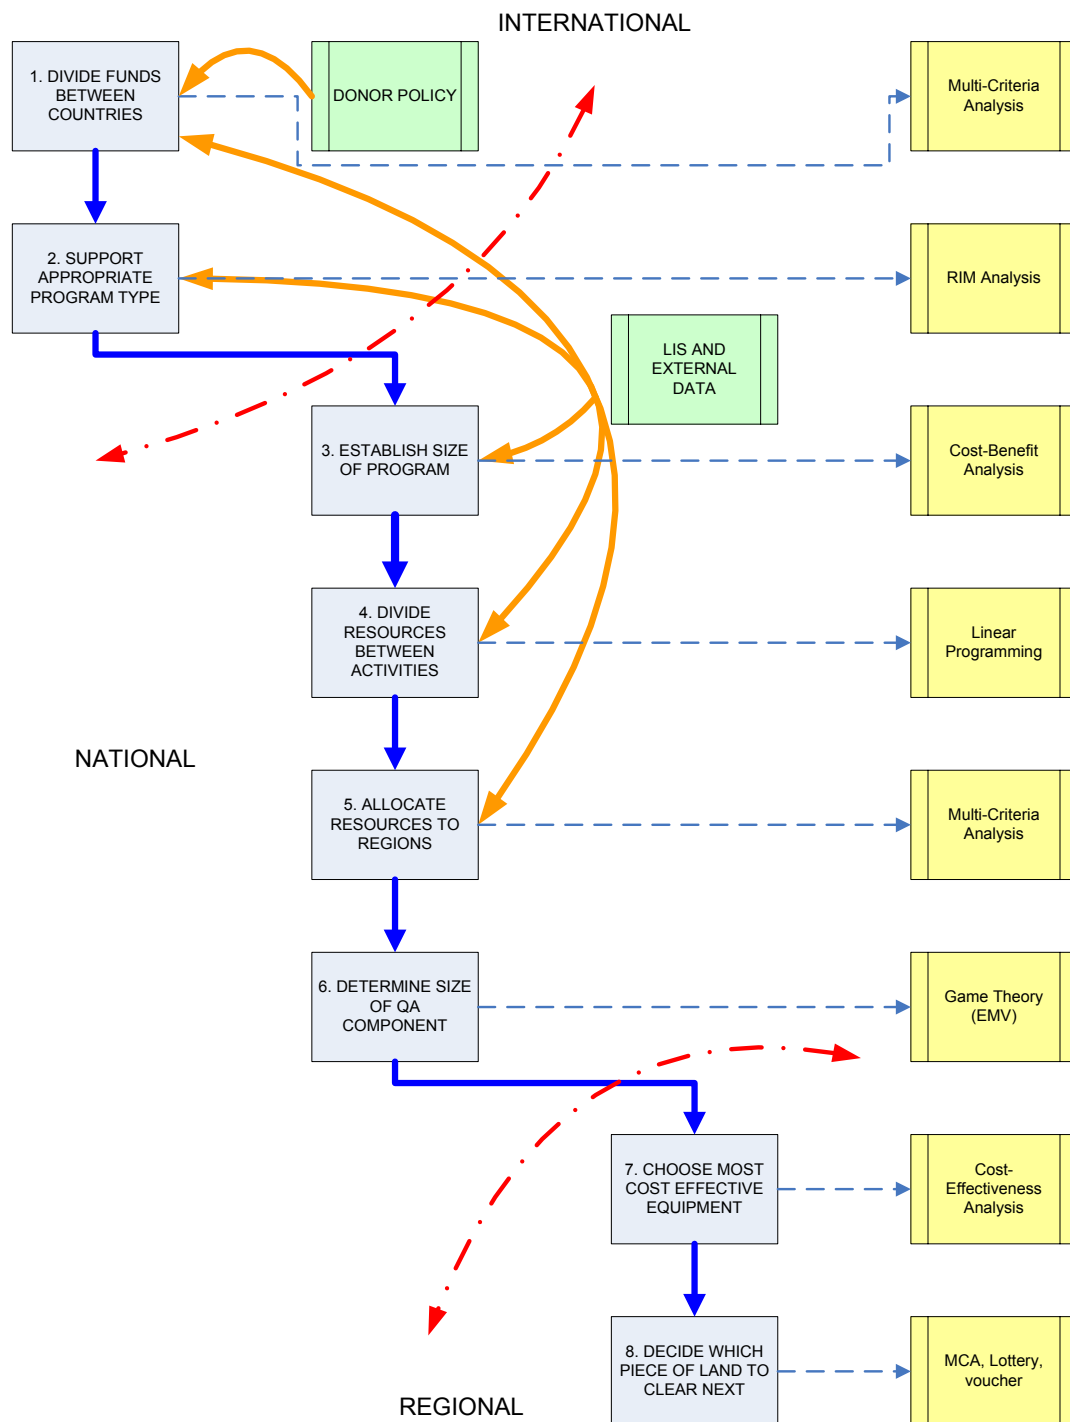 INTERNATIONAL
1. DIVIDE FUNDS
BETWEEN
COUNTRIES
DONOR POLICY
Multi-Criteria
Analysis
2. SUPPORT
APPROPRIATE
PROGRAM TYPE
RIM Analysis
LIS AND
EXTERNAL
DATA
3. ESTABLISH SIZE
OF PROGRAM
Cost-Benefit
Analysis
4. DIVIDE
RESOURCES
BETWEEN
ACTIVITIES
Linear
Programming
NATIONAL
5. ALLOCATE
RESOURCES TO
REGIONS
Multi-Criteria
Analysis
6. DETERMINE SIZE
OF QA
COMPONENT
Game Theory
(EMV)
7. CHOOSE MOST
COST EFFECTIVE
EQUIPMENT
Cost-
Effectiveness
Analysis
8. DECIDE WHICH
PIECE OF LAND TO
CLEAR NEXT
MCA, Lottery,
voucher
REGIONAL